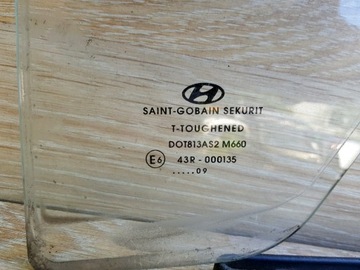 SAINT-GOBAIN SEKURIT
T-TOUGHENED
DOT813AS2 M660
E6 43R - 000135
.....09